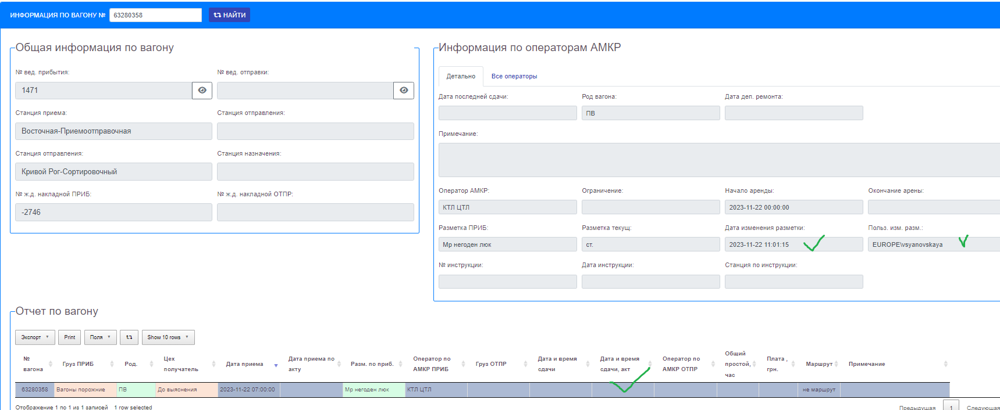 ИНФОРМАЦИЯ ПО ВАГОНУ № 63280358 НАЙТИ
Общая информация по вагону
№ вед. прибытия: № вед. отправки:
1471
Станция приема: Станция отправления:
Восточная-Приемоотправочная
Станция отправления: Станция назначения:
Кривой Рог-Сортировочный
№ ж.д. накладной ПРИБ: № ж.д. накладной ОТПР:
-2746
Информация по операторам АМКР
Детально Все операторы
Дата последней сдачи: Род вагона: Дата деп. ремонта:
ПВ
Примечание:
Оператор АМКР: Ограничение: Начало аренды: Окончание арены:
КТЛ ЦТЛ 2023-11-22 00:00:00
Разметка ПРИБ: Разметка текущ: Дата изменения разметки: Польз. изм. разм.:
Мр негоден люк ст. 2023-11-22 11:01:15 EUROPE\vsyanovskaya
№ инструкции: Дата инструкции: Станция по инструкции:
Отчет по вагону
Экспорт Print Поля Show 10 rows
№ вагона Груз ПРИБ Род. Цех получатель Дата приема Дата приема по акту Разм. по приб. Оператор по АМКР ПРИБ Груз ОТПР Дата и время сдачи Дата и время сдачи, акт Оператор по АМКР ОТПР Общий простой, час Плата , грн. Маршрут Примечание
63280358 Вагоны порожние ПВ До выяснения 2023-11-22 07:00:00 Мр негоден люк КТЛ ЦТЛ не маршрут
Отображение 1 по 1 из 1 записей 1 row selected Предыдущая 1 Следующая